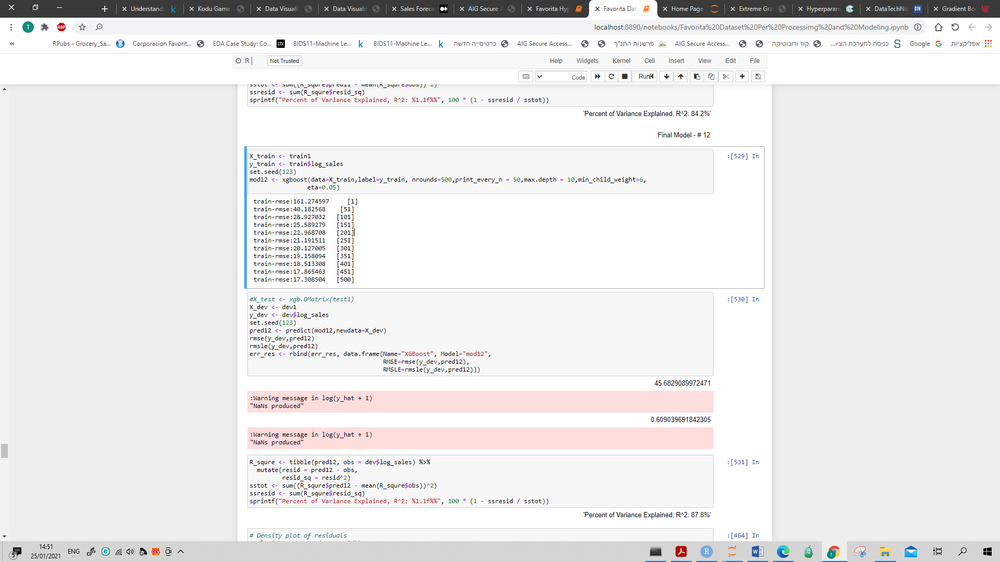 Understandi
Kodu Game
Data Visualiz
Data Visualiz
Sales Foreca
AIG Secure A
Favorita Hyp
Favorita Dat
Home Page
Extreme Gra
Hyperparam
DataTechNo
DTN
Gradient Bo
T
ABP
localhost:8890/notebooks/Favorita%20Dataset%20Per%20Processimg%20and%20Modeling.ipynb
«
RPubs - Grocery_Sa...
Corporacion Favorit...
EDA Case Study: Co...
LTX
BIDS11-Machine Le...
k
BIDS11-Machine Le...
k
כרטיסייה חדשה
AIG Secure Access...
פרשנות התנ"ך
AIG Secure Access...
קוד ורובוטיקה
כניסה למערכת הציו...
Google
אפליקציות
R
Not Trusted
Help
Widgets
Kernel
Cell
Insert
View
Edit
File
Code
Run
sstot <- sum((R_squre$pred11 - mean(R_squre$obs))^2)
ssresid <- sum(R_squre$resid_sq)
sprintf("Percent of Variance Explained, R^2: %1.1f%%", 100 * (1 - ssresid / sstot))
'Percent of Variance Explained, R^2: 84.2%'
Final Model - # 12
:[529] In
X_train <- train1
y_train <- train$log_sales
set.seed(123)
mod12 <- xgboost(data=X_train,label=y_train, nrounds=500,print_every_n = 50,max.depth = 10,min_child_weight=6,
eta=0.05)
train-rmse:161.274597 [1]
train-rmse:40.182568 [51]
train-rmse:28.927032 [101]
train-rmse:25.589279 [151]
train-rmse:22.968708 [201]
train-rmse:21.191511 [251]
train-rmse:20.127005 [301]
train-rmse:19.158094 [351]
train-rmse:18.513308 [401]
train-rmse:17.865463 [451]
train-rmse:17.308504 [500]
:[530] In
#X_test <- xgb.DMatrix(test1)
X_dev <- dev1
y_dev <- dev$log_sales
set.seed(123)
pred12 <- predict(mod12,newdata=X_dev)
rmse(y_dev,pred12)
rmsle(y_dev,pred12)
err_res <- rbind(err_res, data.frame(Name="XGBoost", Model="mod12",
RMSE=rmse(y_dev,pred12),
RMSLE=rmsle(y_dev,pred12)))
45.6829089972471
:Warning message in log(y_hat + 1)
"NaNs produced"
0.609039691842305
:Warning message in log(y_hat + 1)
"NaNs produced"
:[531] In
R_squre <- tibble(pred12, obs = dev$log_sales) %>%
mutate(resid = pred12 - obs,
resid_sq = resid^2)
sstot <- sum((R_squre$pred12 - mean(R_squre$obs))^2)
ssresid <- sum(R_squre$resid_sq)
sprintf("Percent of Variance Explained, R^2: %1.1f%%", 100 * (1 - ssresid / sstot))
'Percent of Variance Explained, R^2: 87.8%'
:[464] In
# Density plot of residuals
5
14:51
25/01/2021
ENG